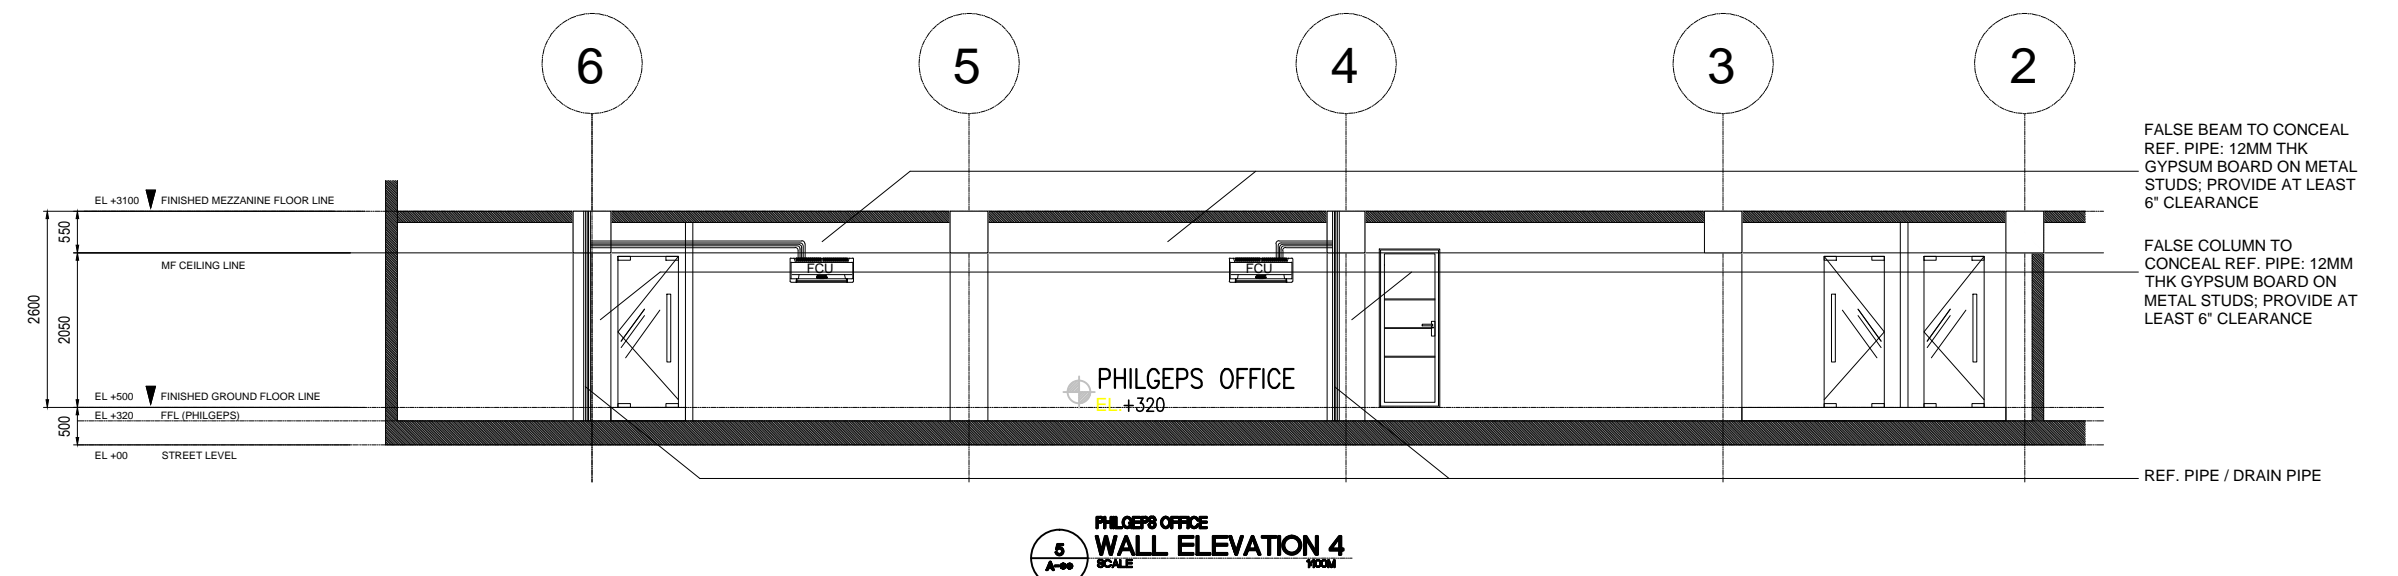 6
5
4
3
2
FALSE BEAM TO CONCEAL
REF. PIPE: 12MM THK
GYPSUM BOARD ON METAL
STUDS; PROVIDE AT LEAST
6" CLEARANCE
EL +3100 FINISHED MEZZANINE FLOOR LINE
550
MF CEILING LINE
FCU
FCU
FALSE COLUMN TO
CONCEAL REF. PIPE: 12MM
THK GYPSUM BOARD ON
METAL STUDS; PROVIDE AT
LEAST 6" CLEARANCE
2600
2050
PHILGEPS OFFICE
EL.+320
EL +500 FINISHED GROUND FLOOR LINE
EL +320 FFL (PHILGEPS)
500
EL +00 STREET LEVEL
REF. PIPE / DRAIN PIPE
PHILGEPS OFFICE
5
WALL ELEVATION 4
SCALE 1:100M